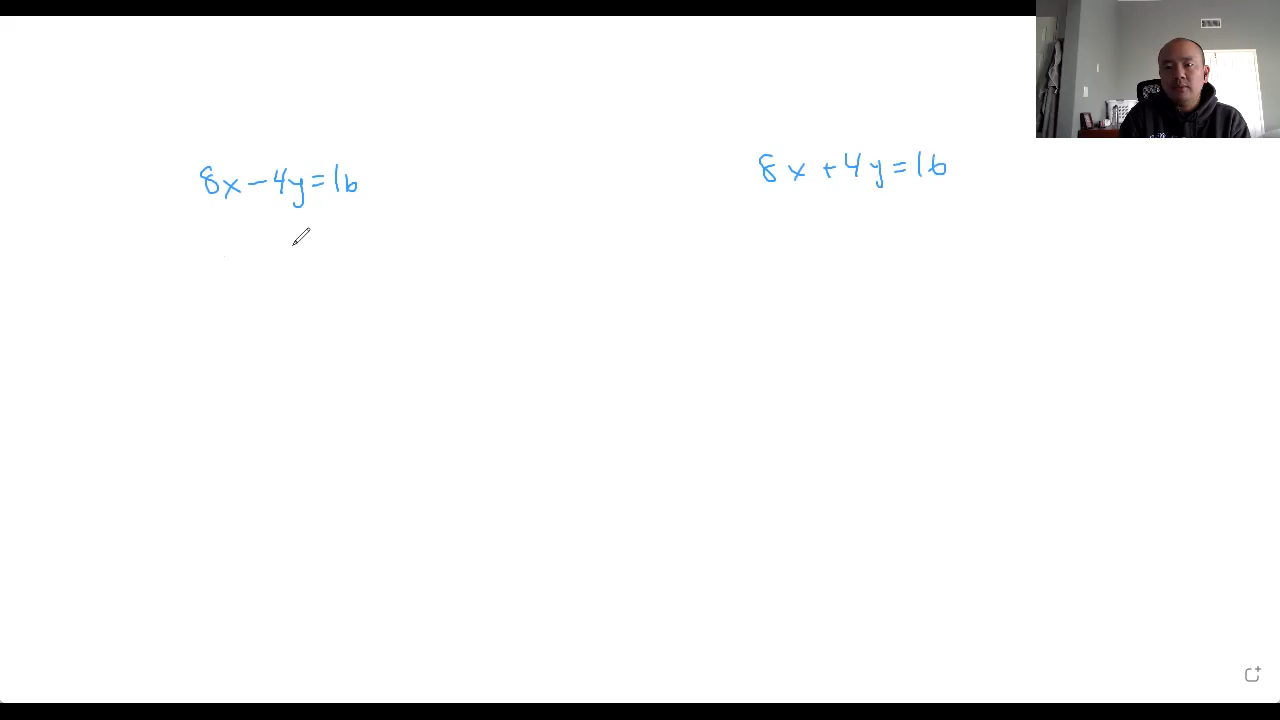 8x - 4y = 16
8x + 4y = 16